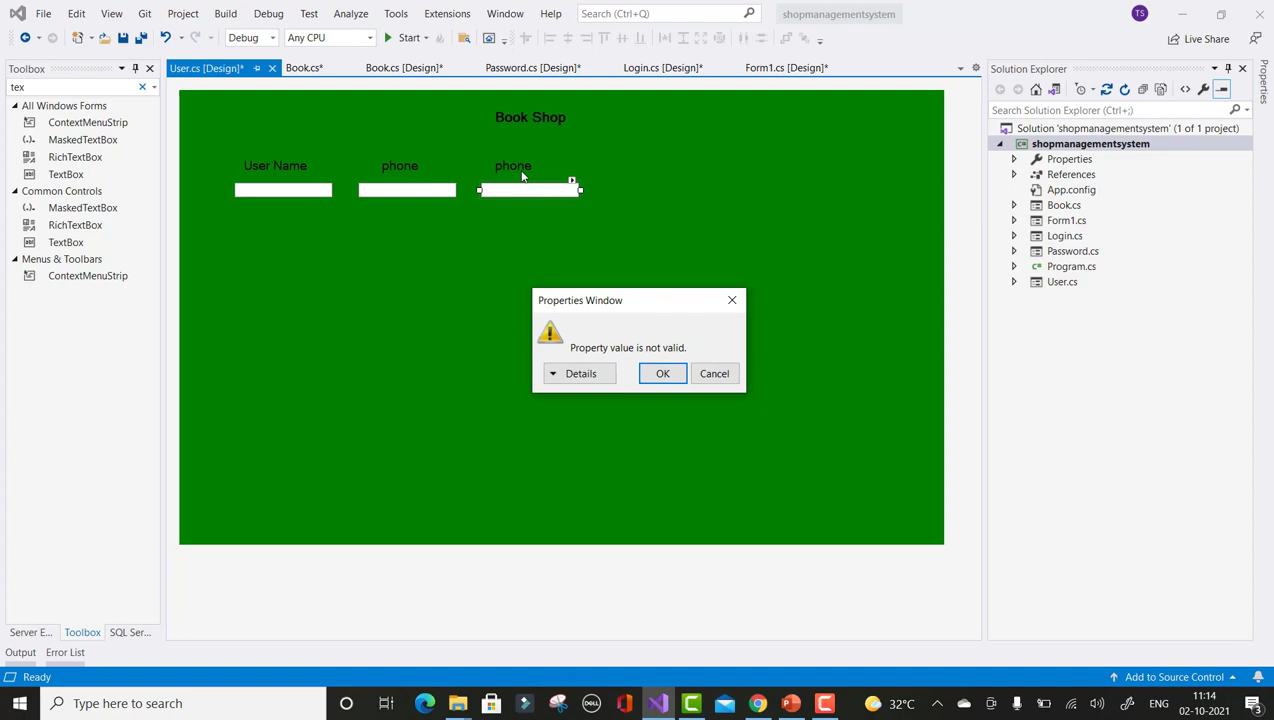 File Edit View Git Project Build Debug Test Analyze Tools Extensions Window Help Search (Ctrl+Q) shopmanagementsystem TS
Debug Any CPU Start Live Share
Toolbox User.cs [Design]* Book.cs* Book.cs [Design]* Password.cs [Design]* Login.cs [Design]* Form1.cs [Design]* Solution Explorer Properties
tex
All Windows Forms
ContextMenuStrip
MaskedTextBox
RichTextBox
TextBox
Common Controls
MaskedTextBox
RichTextBox
TextBox
Menus & Toolbars
ContextMenuStrip
Book Shop
User Name phone phone
Properties Window
Property value is not valid.
Details OK Cancel
Search Solution Explorer (Ctrl+;)
Solution 'shopmanagementsystem' (1 of 1 project)
shopmanagementsystem
Properties
References
App.config
Book.cs
Form1.cs
Login.cs
Password.cs
Program.cs
User.cs
Server E... Toolbox SQL Ser...
Output Error List
Ready Add to Source Control
Type here to search DELL 32°C ENG 11:14
02-10-2021 3